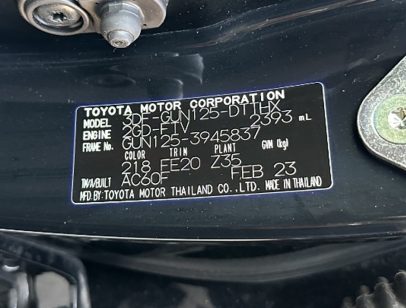 TOYOTA MOTOR CORPORATION
MODEL 3DF-GUN125-DTTHX
ENGINE 2GD-FTV 2393 mL
FRAME No. GUN125-3945837
COLOR TRIM PLANT GVM (kg)
218 FE20 Z35
TMN/BUILT AC60F FEB 23
MFD.BY:TOYOTA MOTOR THAILAND CO.,LTD. MADE IN THAILAND